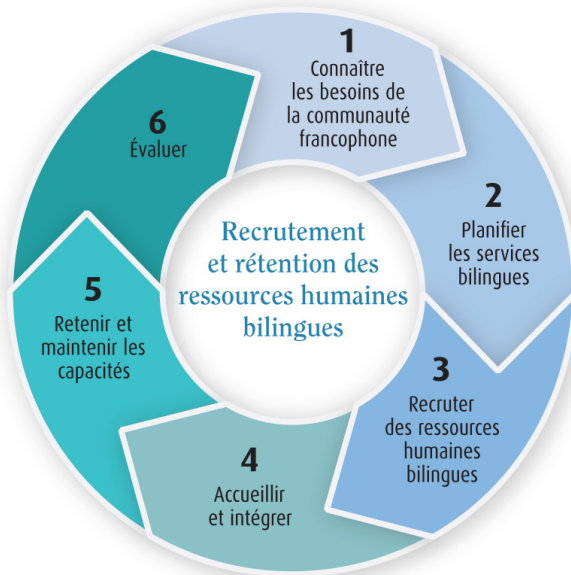 1
Connaître
les besoins de
la communauté
francophone
2
Planifier
les services
bilingues
3
Recruter
des ressources
humaines
bilingues
4
Accueillir
et intégrer
5
Retenir et
maintenir les
capacités
6
Évaluer
Recrutement
et rétention des
ressources humaines
bilingues